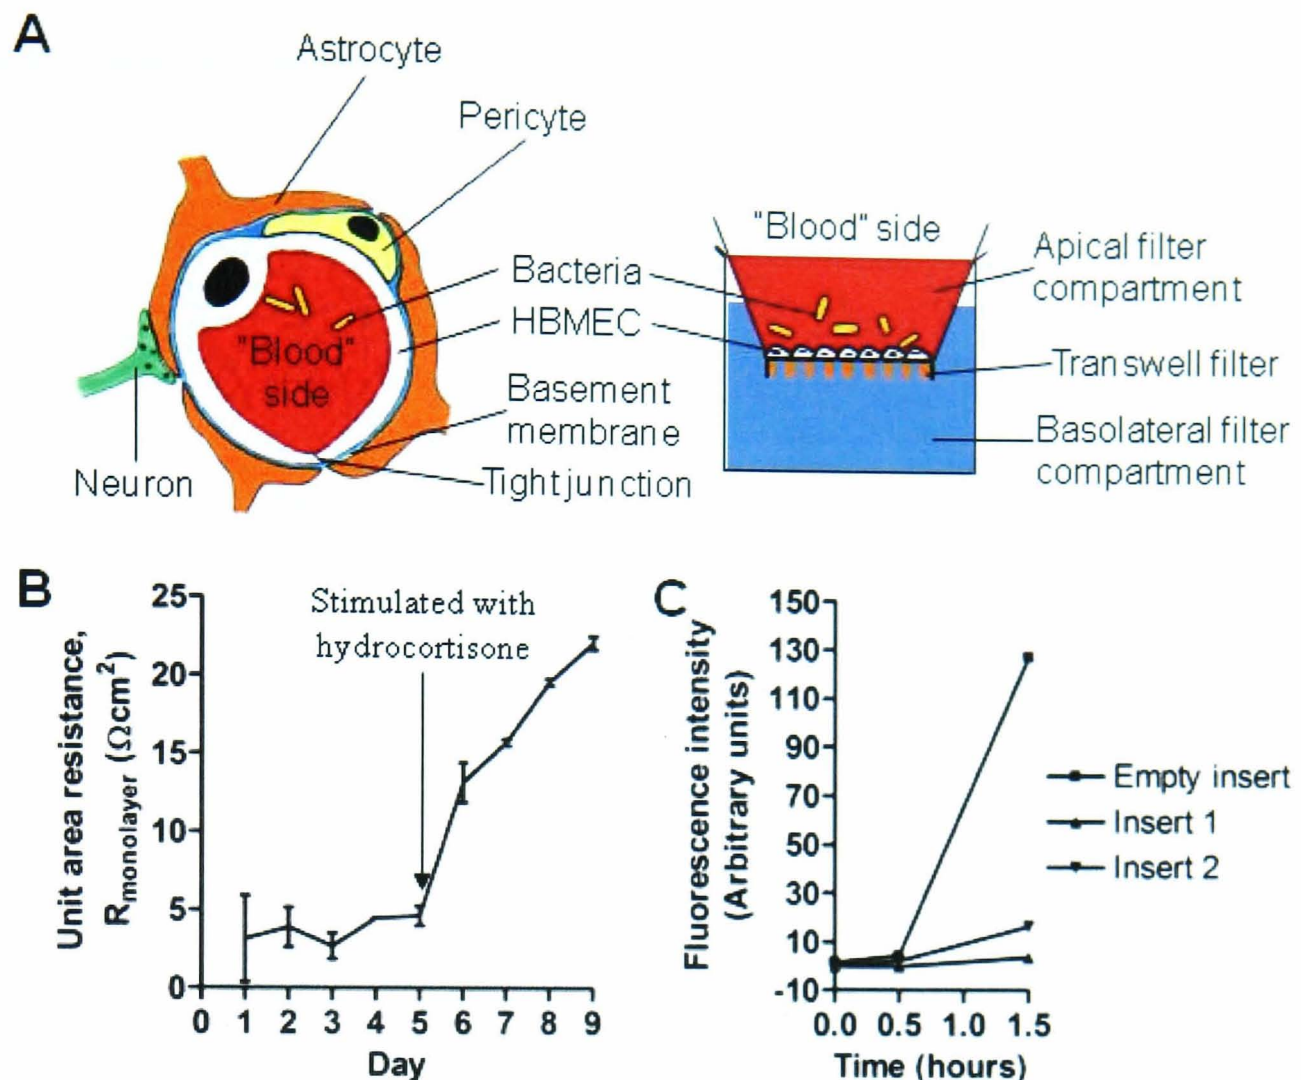 A
Astrocyte
Pericyte
Bacteria
HBMEC
"Blood"
side
Basement
membrane
Tight junction
Neuron
"Blood" side
Apical filter
compartment
Transwell filter
Basolateral filter
compartment
B
Unit area resistance,
Rmonolayer (Ωcm²)
25
20
15
10
5
0
Stimulated with
hydrocortisone
0 1 2 3 4 5 6 7 8 9
Day
C
Fluorescence intensity
(Arbitrary units)
150
130
110
90
70
50
30
10
-10
0.0 0.5 1.0 1.5
Time (hours)
Empty insert
Insert 1
Insert 2